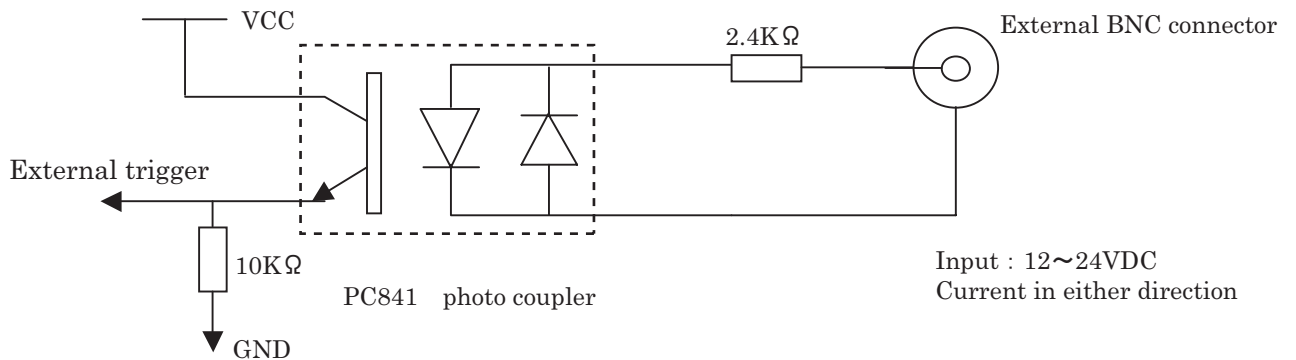 VCC
External BNC connector
2.4KΩ
External trigger
10KΩ
Input : 12～24VDC
Current in either direction
PC841 photo coupler
GND